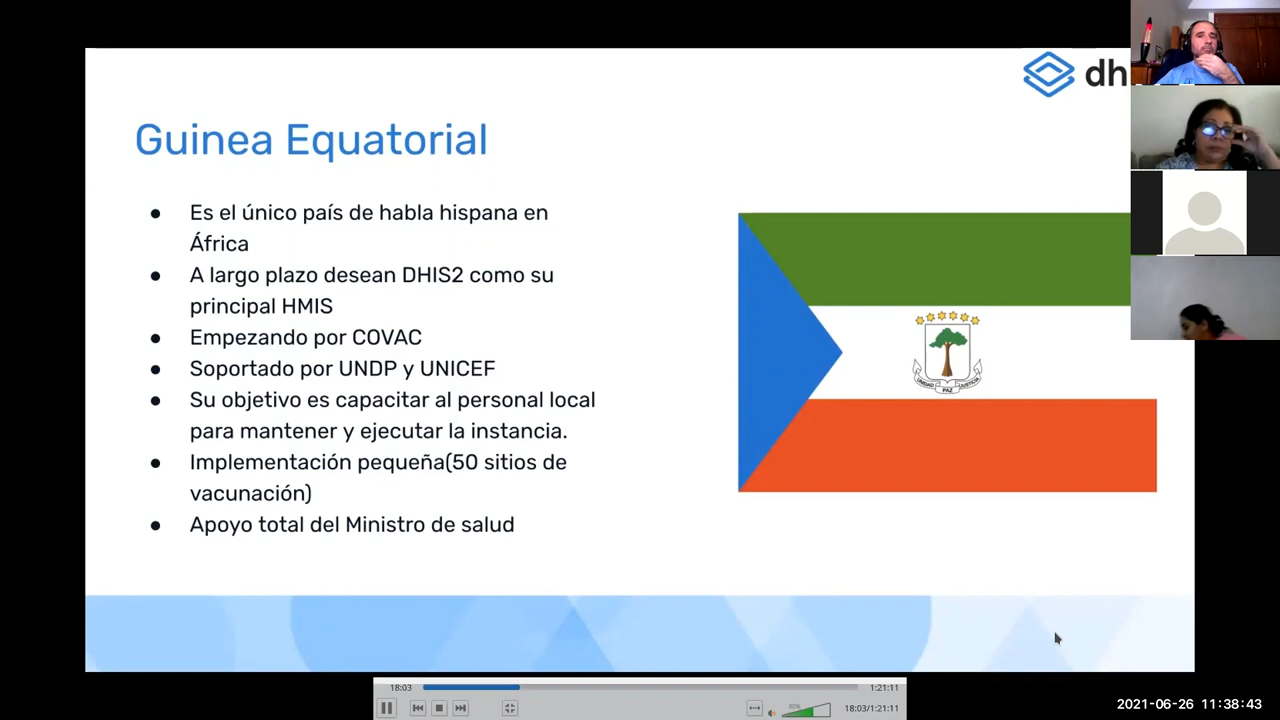 dh
Guinea Equatorial
● Es el único país de habla hispana en
África
● A largo plazo desean DHIS2 como su
principal HMIS
● Empezando por COVAC
● Soportado por UNDP y UNICEF
● Su objetivo es capacitar al personal local
para mantener y ejecutar la instancia.
● Implementación pequeña(50 sitios de
vacunación)
● Apoyo total del Ministro de salud
UNIDAD PAZ JUSTICIA
18:03
1:21:11
18:03/1:21:11
2021-06-26 11:38:43